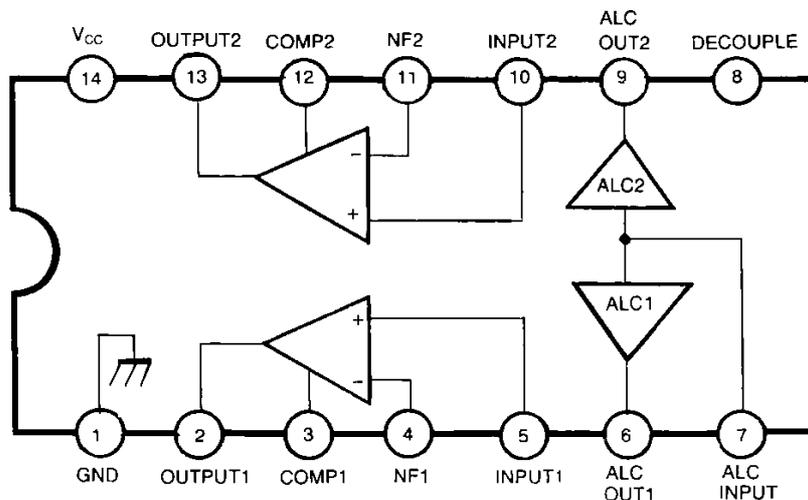 VCC
OUTPUT2
COMP2
NF2
INPUT2
ALC
OUT2
DECOUPLE
14
13
12
11
10
9
8
−
+
ALC2
ALC1
+
−
1
2
3
4
5
6
7
GND
OUTPUT1
COMP1
NF1
INPUT1
ALC
OUT1
ALC
INPUT